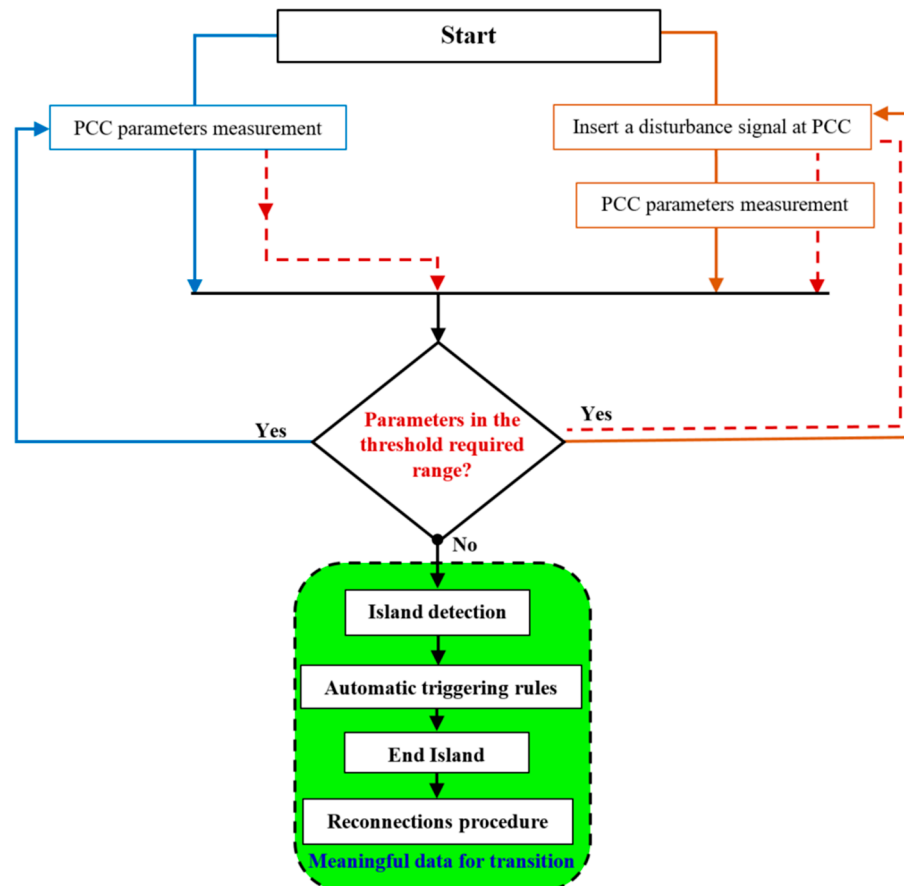 Start
PCC parameters measurement
Insert a disturbance signal at PCC
PCC parameters measurement
Yes
Parameters in the
threshold required
range?
Yes
No
Island detection
Automatic triggering rules
End Island
Reconnections procedure
Meaningful data for transition